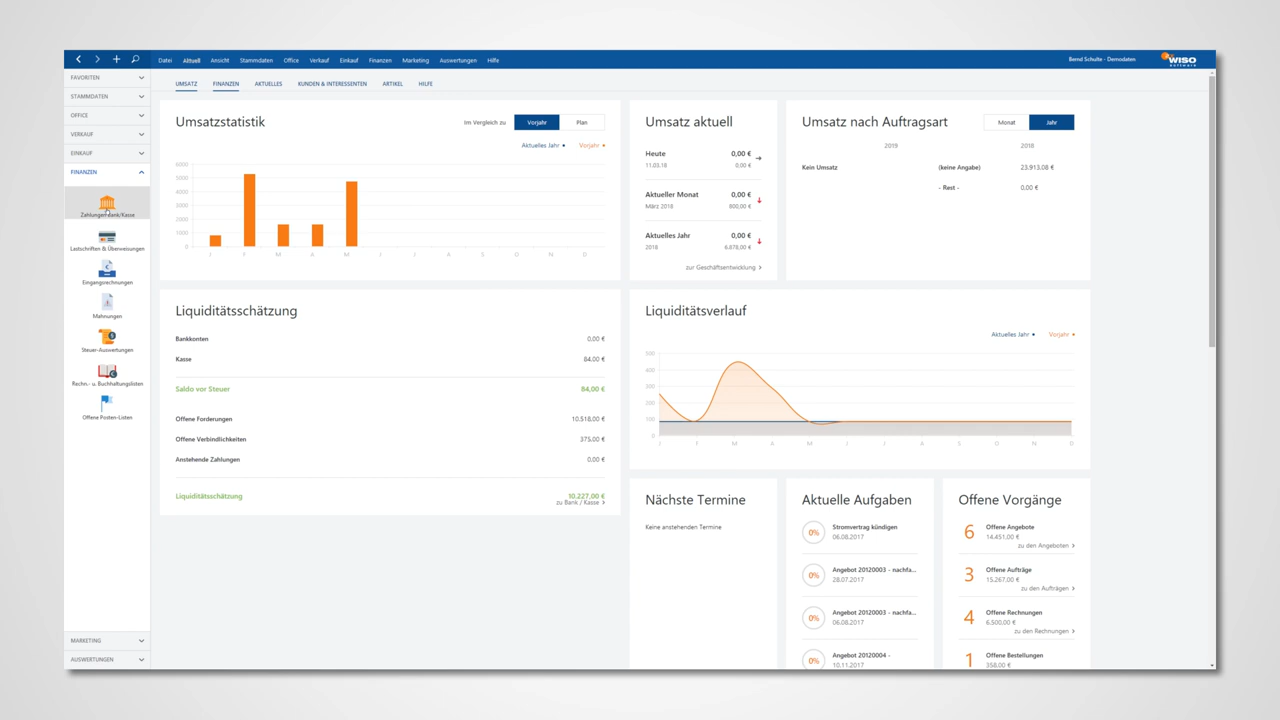 Datei Aktuell Ansicht Stammdaten Office Verkauf Einkauf Finanzen Marketing Auswertungen Hilfe
Bernd Schulte - Demodaten
WISO
software
FAVORITEN
STAMMDATEN
OFFICE
VERKAUF
EINKAUF
FINANZEN
Zahlungen Bank/Kasse
Lastschriften & Überweisungen
Eingangsrechnungen
Mahnungen
Steuer-Auswertungen
Rechn.- u. Buchhaltungslisten
Offene Posten-Listen
MARKETING
AUSWERTUNGEN
UMSATZ FINANZEN AKTUELLES KUNDEN & INTERESSENTEN ARTIKEL HILFE
Umsatzstatistik
Im Vergleich zu Vorjahr Plan
Aktuelles Jahr Vorjahr
6000
5000
4000
3000
2000
1000
0
J F M A M J J A S O N D
Umsatz aktuell
Heute 0,00 €
11.03.18 0,00 €
Aktueller Monat 0,00 €
März 2018 800,00 €
Aktuelles Jahr 0,00 €
2018 6.878,00 €
zur Geschäftsentwicklung
Umsatz nach Auftragsart
Monat Jahr
2019 2018
Kein Umsatz (keine Angabe) 23.913,08 €
- Rest - 0,00 €
Liquiditätsschätzung
Bankkonten 0,00 €
Kasse 84,00 €
Saldo vor Steuer 84,00 €
Offene Forderungen 10.518,00 €
Offene Verbindlichkeiten 375,00 €
Anstehende Zahlungen 0,00 €
Liquiditätsschätzung 10.227,00 €
zu Bank / Kasse
Liquiditätsverlauf
Aktuelles Jahr Vorjahr
500
400
300
200
100
0
J F M A M J J A S O N D
Nächste Termine
Keine anstehenden Termine
Aktuelle Aufgaben
0% Stromvertrag kündigen
06.08.2017
0% Angebot 20120003 - nachfa...
28.07.2017
0% Angebot 20120003 - nachfa...
06.08.2017
0% Angebot 20120004 -
10.11.2017
Offene Vorgänge
6 Offene Angebote
14.451,00 €
zu den Angeboten
3 Offene Aufträge
15.267,00 €
zu den Aufträgen
4 Offene Rechnungen
6.500,00 €
zu den Rechnungen
1 Offene Bestellungen
358,00 €